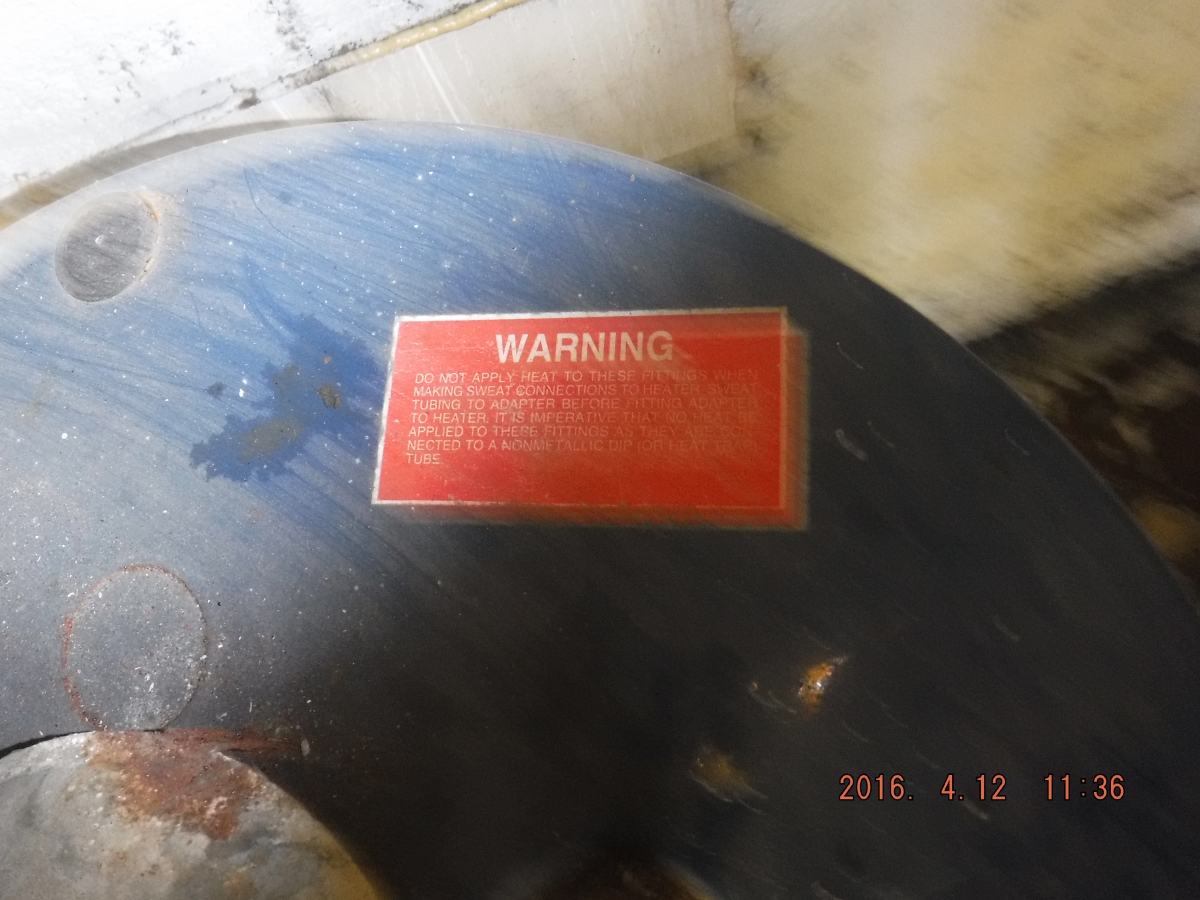 WARNING
DO NOT APPLY HEAT TO THESE FITTINGS WHEN
MAKING SWEAT CONNECTIONS TO HEATER. SWEAT
TUBING TO ADAPTER BEFORE FITTING ADAPTER
TO HEATER. IT IS IMPERATIVE THAT NO HEAT BE
APPLIED TO THESE FITTINGS AS THEY ARE CON-
NECTED TO A NONMETALLIC DIP (OR HEAT
TUBE.
2016. 4.12 11:36